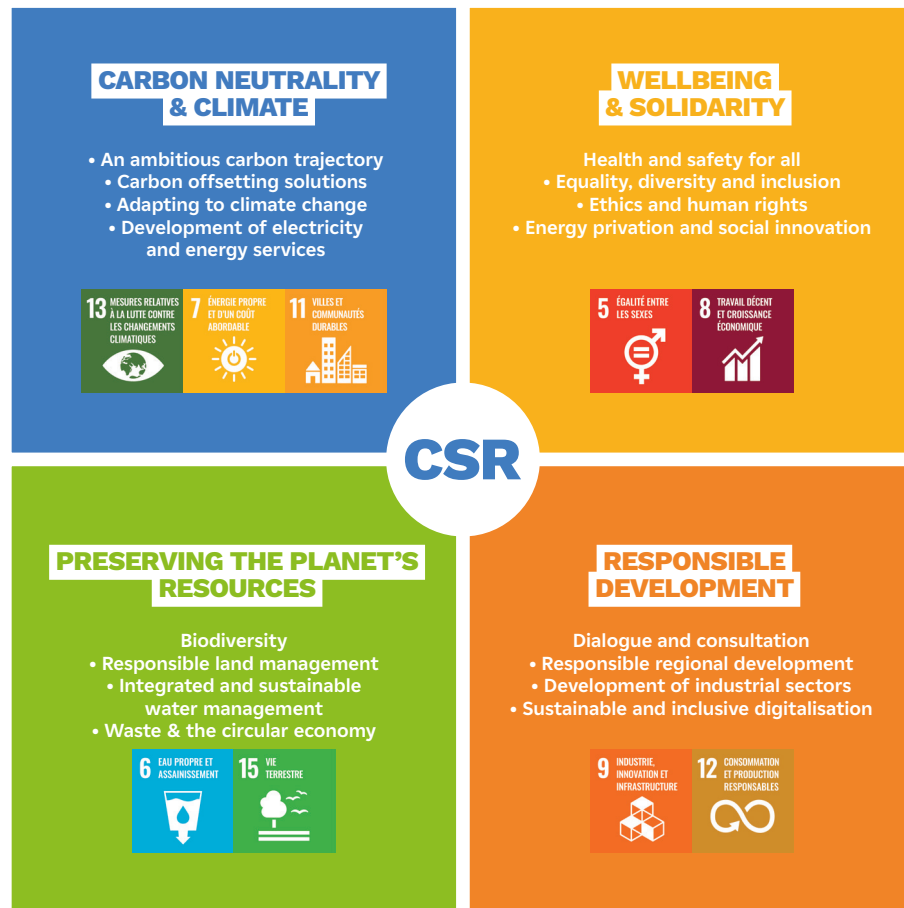 CARBON NEUTRALITY
& CLIMATE
• An ambitious carbon trajectory
• Carbon offsetting solutions
• Adapting to climate change
• Development of electricity
and energy services
13 MESURES RELATIVES
À LA LUTTE CONTRE
LES CHANGEMENTS
CLIMATIQUES
7 ÉNERGIE PROPRE
ET D'UN COÛT
ABORDABLE
11 VILLES ET
COMMUNAUTÉS
DURABLES
WELLBEING
& SOLIDARITY
Health and safety for all
• Equality, diversity and inclusion
• Ethics and human rights
• Energy privation and social innovation
5 ÉGALITÉ ENTRE
LES SEXES
8 TRAVAIL DÉCENT
ET CROISSANCE
ÉCONOMIQUE
CSR
PRESERVING THE PLANET'S
RESOURCES
Biodiversity
• Responsible land management
• Integrated and sustainable
water management
• Waste & the circular economy
6 EAU PROPRE ET
ASSAINISSEMENT
15 VIE
TERRESTRE
RESPONSIBLE
DEVELOPMENT
Dialogue and consultation
• Responsible regional development
• Development of industrial sectors
• Sustainable and inclusive digitalisation
9 INDUSTRIE,
INNOVATION ET
INFRASTRUCTURE
12 CONSOMMATION
ET PRODUCTION
RESPONSABLES